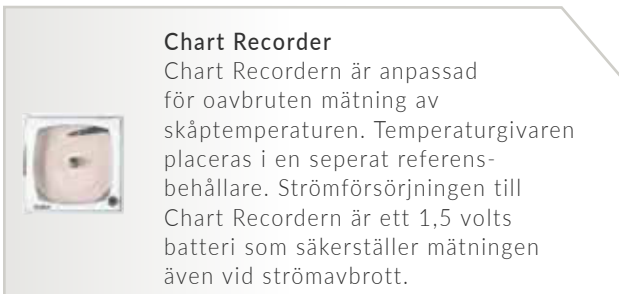 Chart Recorder
Chart Recordern är anpassad
för oavbruten mätning av
skåptemperaturen. Temperaturgivaren
placeras i en seperat referens-
behållare. Strömförsörjningen till
Chart Recordern är ett 1,5 volts
batteri som säkerställer mätningen
även vid strömavbrott.